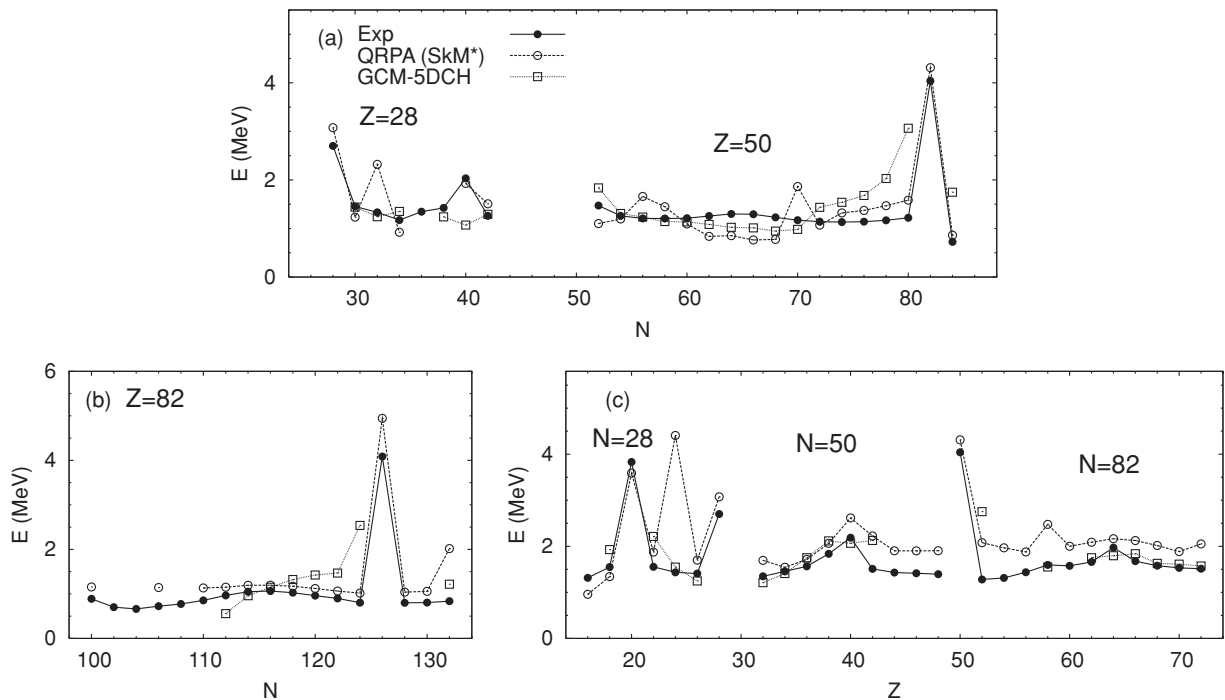 (a)
Exp
QRPA (SkM*)
GCM-5DCH
Z=28
Z=50
E (MeV)
4
2
0
30 40 50 60 70 80
N
(b) Z=82
E (MeV)
6
4
2
0
100 110 120 130
N
(c)
N=28
N=50
N=82
E (MeV)
4
2
0
20 30 40 50 60 70
Z